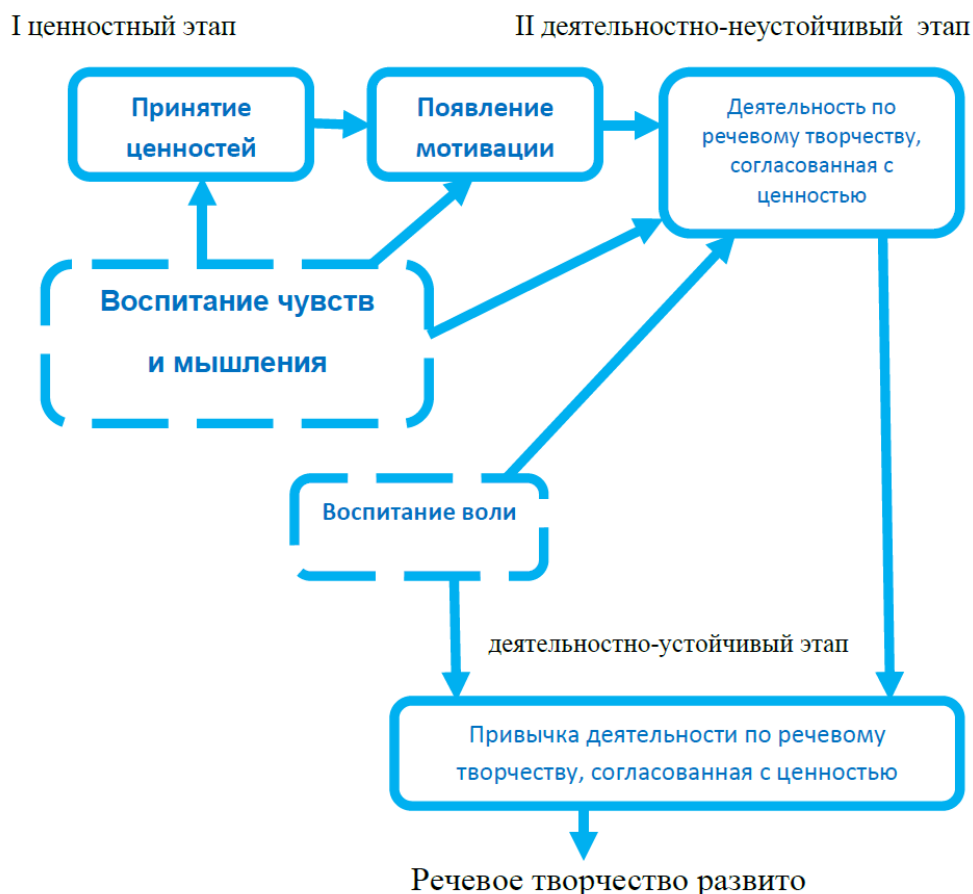 I ценностный этап
II деятельностно-неустойчивый этап
Принятие
ценностей
Появление
мотивации
Деятельность по
речевому творчеству,
согласованная с
ценностью
Воспитание чувств
и мышления
Воспитание воли
деятельностно-устойчивый этап
Привычка деятельности по речевому
творчеству, согласованная с ценностью
Речевое творчество развито